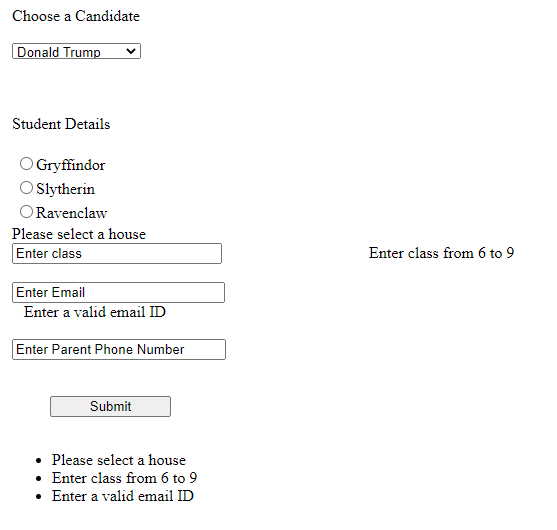 Choose a Candidate
Donald Trump
Student Details
Gryffindor
Slytherin
Ravenclaw
Please select a house
Enter class Enter class from 6 to 9
Enter Email
Enter a valid email ID
Enter Parent Phone Number
Submit
Please select a house
Enter class from 6 to 9
Enter a valid email ID